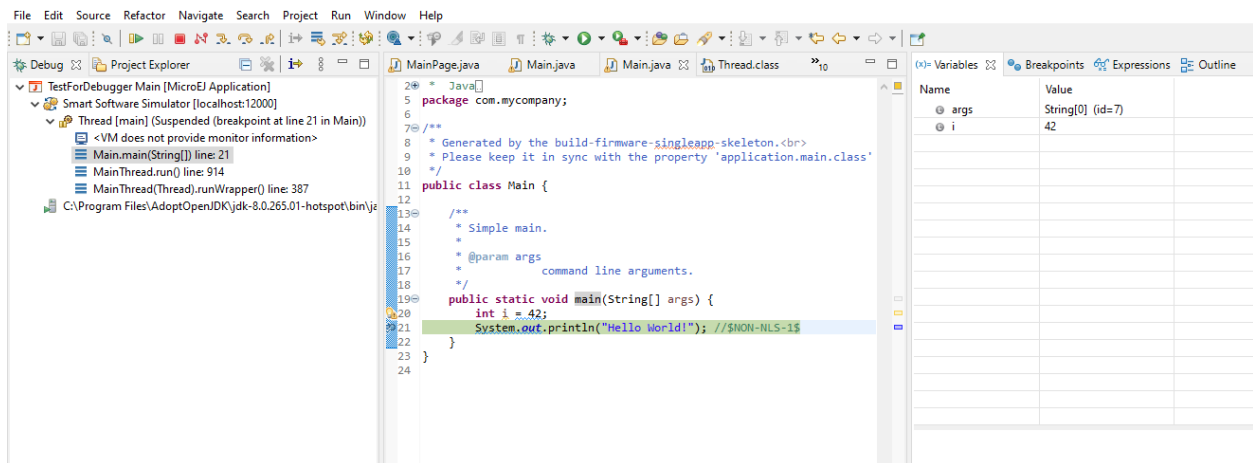 File Edit Source Refactor Navigate Search Project Run Window Help
Debug Project Explorer
TestForDebugger Main [MicroEJ Application]
Smart Software Simulator [localhost:12000]
Thread [main] (Suspended (breakpoint at line 21 in Main))
<VM does not provide monitor information>
Main.main(String[]) line: 21
MainThread.run() line: 914
MainThread(Thread).runWrapper() line: 387
C:\Program Files\AdoptOpenJDK\jdk-8.0.265.01-hotspot\bin\ja
MainPage.java Main.java Main.java Thread.class »10
2 * Java
5 package com.mycompany;
6
7 /**
8 * Generated by the build-firmware-singleapp-skeleton.<br>
9 * Please keep it in sync with the property 'application.main.class'
10 */
11 public class Main {
12
13 /**
14 * Simple main.
15 *
16 * @param args
17 * command line arguments.
18 */
19 public static void main(String[] args) {
20 int i = 42;
21 System.out.println("Hello World!"); //$NON-NLS-1$
22 }
23 }
24
(x)= Variables Breakpoints Expressions Outline
Name Value
args String[0] (id=7)
i 42